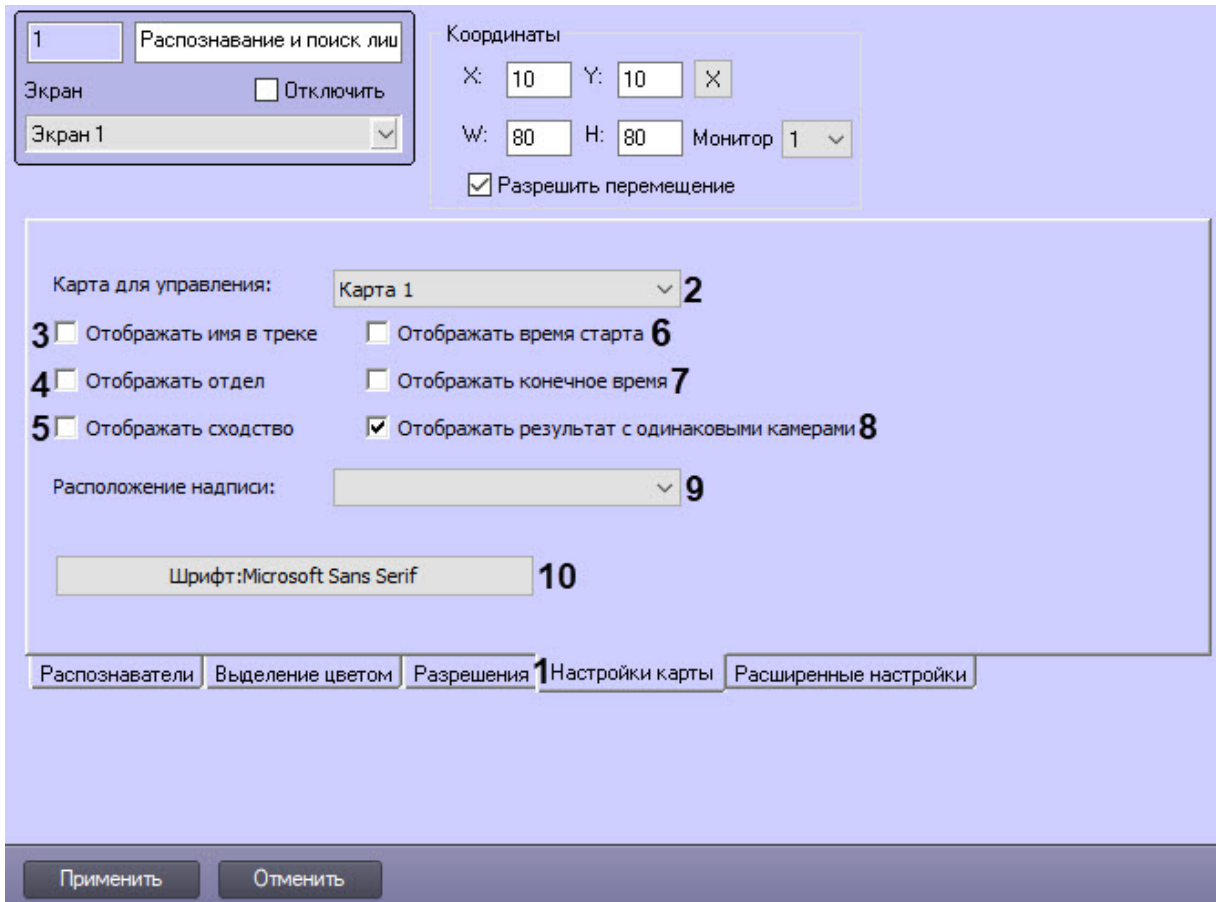 1 Распознавание и поиск лиц
Экран Отключить
Экран 1
Координаты
X: 10 Y: 10 X
W: 80 H: 80 Монитор 1
Разрешить перемещение
Карта для управления: Карта 1 2
3 Отображать имя в треке Отображать время старта 6
4 Отображать отдел Отображать конечное время 7
5 Отображать сходство Отображать результат с одинаковыми камерами 8
Расположение надписи: 9
Шрифт:Microsoft Sans Serif 10
Распознаватели Выделение цветом Разрешения 1 Настройки карты Расширенные настройки
Применить Отменить